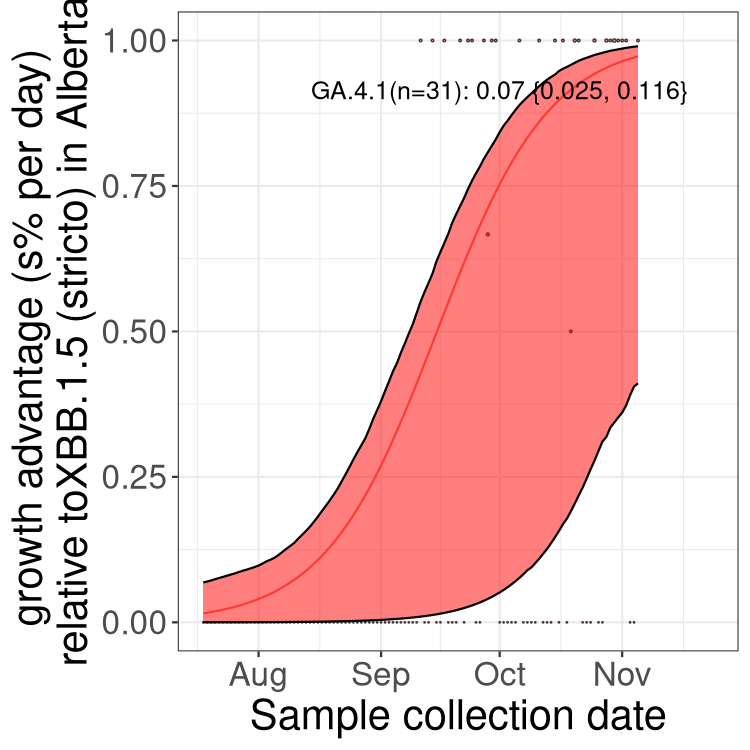 growth advantage (s% per day)
relative toXBB.1.5 (stricto) in Alberta
1.00
0.75
0.50
0.25
0.00
GA.4.1(n=31): 0.07 {0.025, 0.116}
Aug Sep Oct Nov
Sample collection date